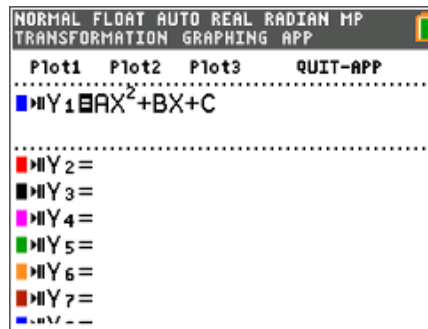 NORMAL FLOAT AUTO REAL RADIAN MP
TRANSFORMATION GRAPHING APP
Plot1 Plot2 Plot3 QUIT-APP
Y₁=AX²+BX+C
Y₂=
Y₃=
Y₄=
Y₅=
Y₆=
Y₇=